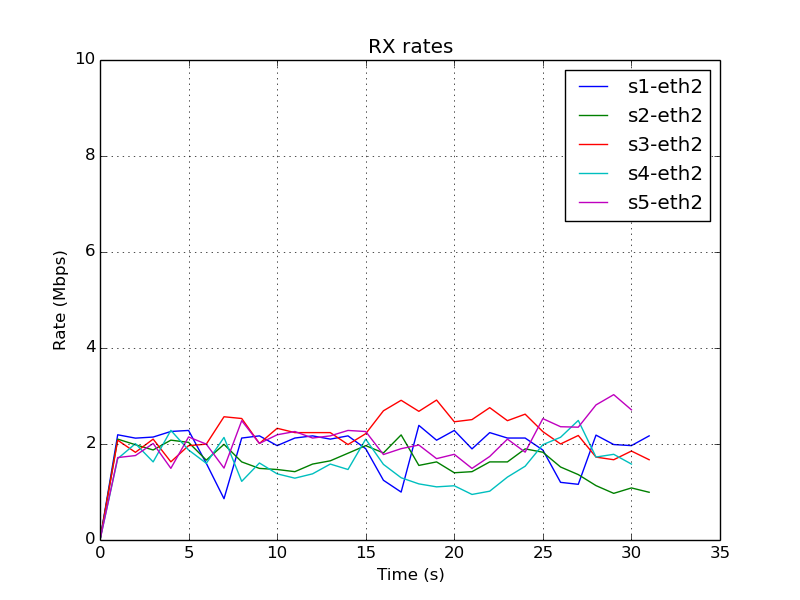 RX rates
10
8
6
4
2
0
Rate (Mbps)
s1-eth2
s2-eth2
s3-eth2
s4-eth2
s5-eth2
0 5 10 15 20 25 30 35
Time (s)